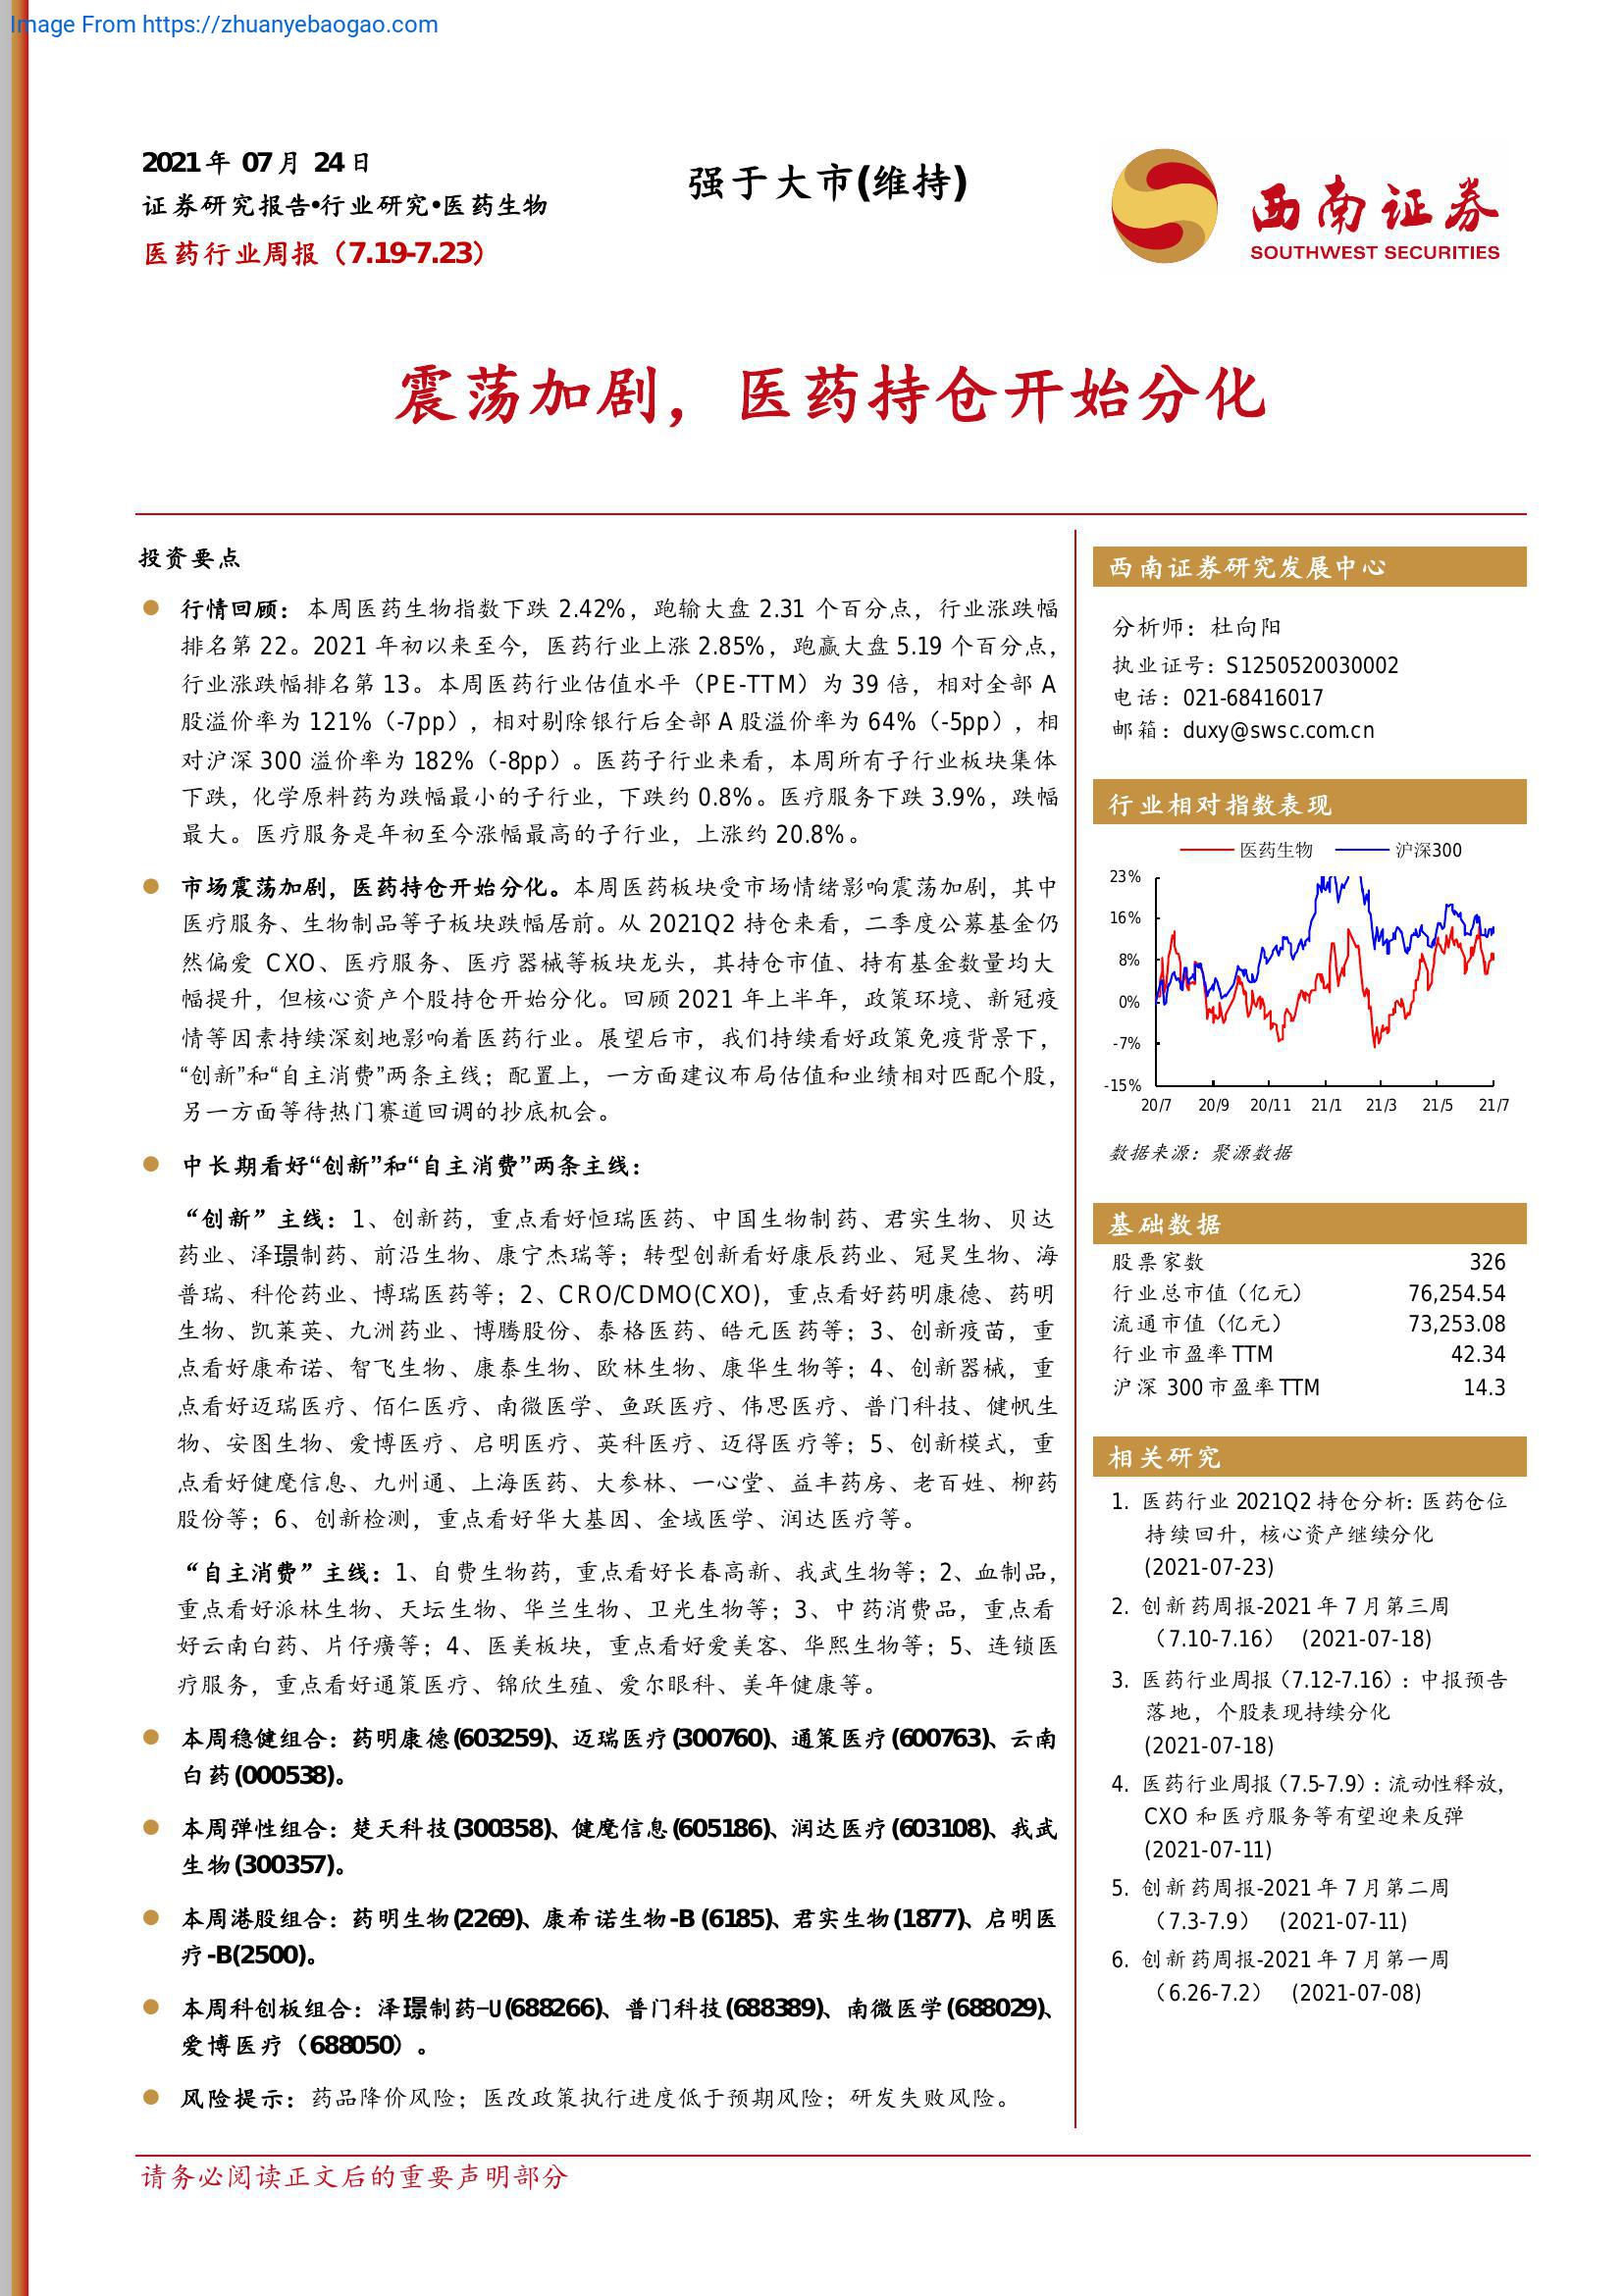 Image From https://zhuanyebaogao.com
2021年 07月 24日
证券研究报告•行业研究•医药生物
医药行业周报（7.19-7.23）
强于大市(维持)
西南证券
SOUTHWEST SECURITIES
震荡加剧，医药持仓开始分化
投资要点
行情回顾：本周医药生物指数下跌 2.42%，跑输大盘 2.31 个百分点，行业涨跌幅
排名第 22。2021 年初以来至今，医药行业上涨 2.85%，跑赢大盘 5.19 个百分点，
行业涨跌幅排名第 13。本周医药行业估值水平（PE-TTM）为 39 倍，相对全部 A
股溢价率为 121%（-7pp），相对剔除银行后全部 A 股溢价率为 64%（-5pp），相
对沪深 300 溢价率为 182%（-8pp）。医药子行业来看，本周所有子行业板块集体
下跌，化学原料药为跌幅最小的子行业，下跌约 0.8%。医疗服务下跌 3.9%，跌幅
最大。医疗服务是年初至今涨幅最高的子行业，上涨约 20.8%。
市场震荡加剧，医药持仓开始分化。本周医药板块受市场情绪影响震荡加剧，其中
医疗服务、生物制品等子板块跌幅居前。从 2021Q2 持仓来看，二季度公募基金仍
然偏爱 CXO、医疗服务、医疗器械等板块龙头，其持仓市值、持有基金数量均大
幅提升，但核心资产个股持仓开始分化。回顾 2021 年上半年，政策环境、新冠疫
情等因素持续深刻地影响着医药行业。展望后市，我们持续看好政策免疫背景下，
“创新”和“自主消费”两条主线；配置上，一方面建议布局估值和业绩相对匹配个股，
另一方面等待热门赛道回调的抄底机会。
中长期看好“创新”和“自主消费”两条主线：
“创新”主线：1、创新药，重点看好恒瑞医药、中国生物制药、君实生物、贝达
药业、泽璟制药、前沿生物、康宁杰瑞等；转型创新看好康辰药业、冠昊生物、海
普瑞、科伦药业、博瑞医药等；2、CRO/CDMO(CXO)，重点看好药明康德、药明
生物、凯莱英、九洲药业、博腾股份、泰格医药、皓元医药等；3、创新疫苗，重
点看好康希诺、智飞生物、康泰生物、欧林生物、康华生物等；4、创新器械，重
点看好迈瑞医疗、佰仁医疗、南微医学、鱼跃医疗、伟思医疗、普门科技、健帆生
物、安图生物、爱博医疗、启明医疗、英科医疗、迈得医疗等；5、创新模式，重
点看好健麾信息、九州通、上海医药、大参林、一心堂、益丰药房、老百姓、柳药
股份等；6、创新检测，重点看好华大基因、金域医学、润达医疗等。
“自主消费”主线：1、自费生物药，重点看好长春高新、我武生物等；2、血制品，
重点看好派林生物、天坛生物、华兰生物、卫光生物等；3、中药消费品，重点看
好云南白药、片仔癀等；4、医美板块，重点看好爱美客、华熙生物等；5、连锁医
疗服务，重点看好通策医疗、锦欣生殖、爱尔眼科、美年健康等。
本周稳健组合：药明康德(603259)、迈瑞医疗(300760)、通策医疗(600763)、云南
白药(000538)。
本周弹性组合：楚天科技(300358)、健麾信息(605186)、润达医疗(603108)、我武
生物(300357)。
本周港股组合：药明生物(2269)、康希诺生物-B (6185)、君实生物(1877)、启明医
疗-B(2500)。
本周科创板组合：泽璟制药-U(688266)、普门科技(688389)、南微医学(688029)、
爱博医疗（688050）。
风险提示：药品降价风险；医改政策执行进度低于预期风险；研发失败风险。
西南证券研究发展中心
分析师：杜向阳
执业证号：S1250520030002
电话：021-68416017
邮箱：duxy@swsc.com.cn
行业相对指数表现
医药生物 沪深300
23%
16%
8%
0%
-7%
-15%
20/7 20/9 20/11 21/1 21/3 21/5 21/7
数据来源：聚源数据
基础数据
股票家数 326
行业总市值（亿元） 76,254.54
流通市值（亿元） 73,253.08
行业市盈率TTM 42.34
沪深 300市盈率TTM 14.3
相关研究
1. 医药行业 2021Q2 持仓分析：医药仓位
持续回升，核心资产继续分化
(2021-07-23)
2. 创新药周报-2021 年 7 月第三周
（7.10-7.16） (2021-07-18)
3. 医药行业周报（7.12-7.16）：中报预告
落地，个股表现持续分化
(2021-07-18)
4. 医药行业周报（7.5-7.9）：流动性释放，
CXO 和医疗服务等有望迎来反弹
(2021-07-11)
5. 创新药周报-2021 年 7 月第二周
（7.3-7.9） (2021-07-11)
6. 创新药周报-2021 年 7 月第一周
（6.26-7.2） (2021-07-08)
请务必阅读正文后的重要声明部分